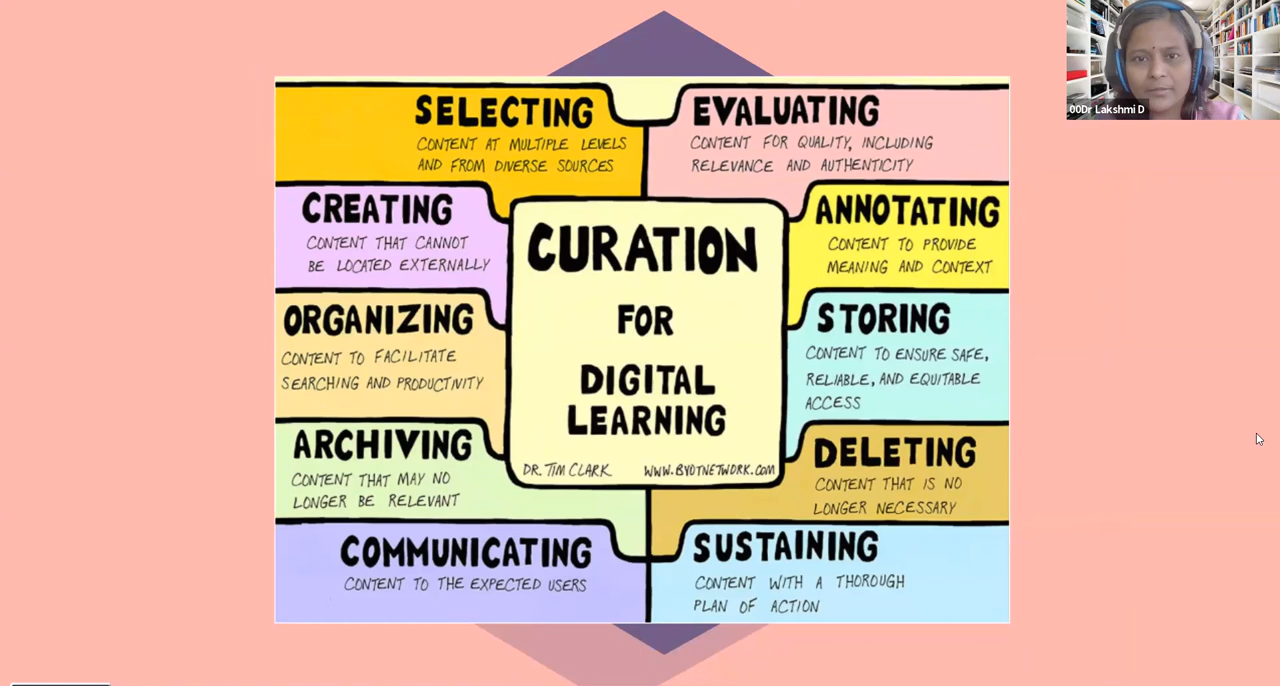 SELECTING
CONTENT AT MULTIPLE LEVELS
AND FROM DIVERSE SOURCES
EVALUATING
CONTENT FOR QUALITY, INCLUDING
RELEVANCE AND AUTHENTICITY
CREATING
CONTENT THAT CANNOT
BE LOCATED EXTERNALLY
ANNOTATING
CONTENT TO PROVIDE
MEANING AND CONTEXT
CURATION
FOR
DIGITAL
LEARNING
DR. TIM CLARK
WWW.BYOTNETWORK.COM
ORGANIZING
CONTENT TO FACILITATE
SEARCHING AND PRODUCTIVITY
STORING
CONTENT TO ENSURE SAFE,
RELIABLE, AND EQUITABLE
ACCESS
ARCHIVING
CONTENT THAT MAY NO
LONGER BE RELEVANT
DELETING
CONTENT THAT IS NO
LONGER NECESSARY
COMMUNICATING
CONTENT TO THE EXPECTED USERS
SUSTAINING
CONTENT WITH A THOROUGH
PLAN OF ACTION
00Dr Lakshmi D